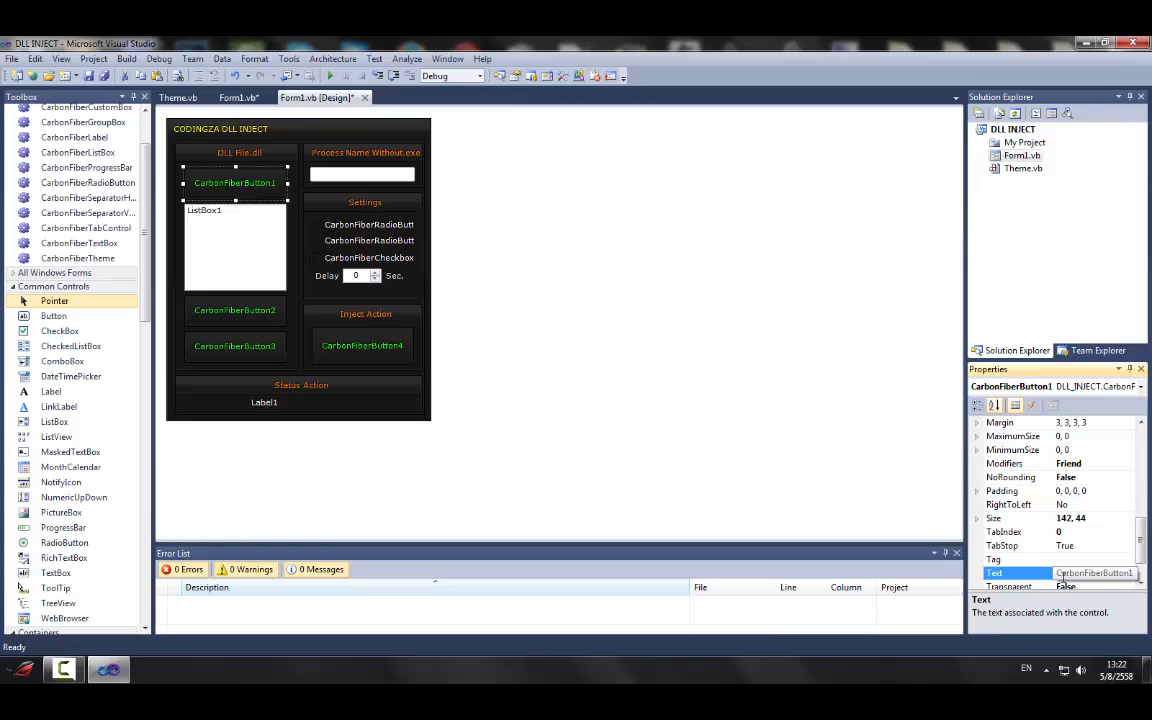 DLL INJECT - Microsoft Visual Studio
File Edit View Project Build Debug Team Data Format Tools Architecture Test Analyze Window Help
Debug
Toolbox
CarbonFiberCustomBox
CarbonFiberGroupBox
CarbonFiberLabel
CarbonFiberListBox
CarbonFiberProgressBar
CarbonFiberRadioButton
CarbonFiberSeparatorH...
CarbonFiberSeparatorV...
CarbonFiberTabControl
CarbonFiberTextBox
CarbonFiberTheme
All Windows Forms
Common Controls
Pointer
Button
CheckBox
CheckedListBox
ComboBox
DateTimePicker
Label
LinkLabel
ListBox
ListView
MaskedTextBox
MonthCalendar
NotifyIcon
NumericUpDown
PictureBox
ProgressBar
RadioButton
RichTextBox
TextBox
ToolTip
TreeView
WebBrowser
Containers
Theme.vb Form1.vb* Form1.vb [Design]*
CODINGZA DLL INJECT
DLL File.dll
CarbonFiberButton1
ListBox1
CarbonFiberButton2
CarbonFiberButton3
Process Name Without.exe
Settings
CarbonFiberRadioButt
CarbonFiberRadioButt
CarbonFiberCheckbox
Delay 0 Sec.
Inject Action
CarbonFiberButton4
Status Action
Label1
Error List
0 Errors 0 Warnings 0 Messages
Description File Line Column Project
Solution Explorer
DLL INJECT
My Project
Form1.vb
Theme.vb
Solution Explorer Team Explorer
Properties
CarbonFiberButton1 DLL_INJECT.CarbonF
Margin 3, 3, 3, 3
MaximumSize 0, 0
MinimumSize 0, 0
Modifiers Friend
NoRounding False
Padding 0, 0, 0, 0
RightToLeft No
Size 142, 44
TabIndex 0
TabStop True
Tag
Text CarbonFiberButton1
Transparent False
Text
The text associated with the control.
Ready
EN
13:22
5/8/2558